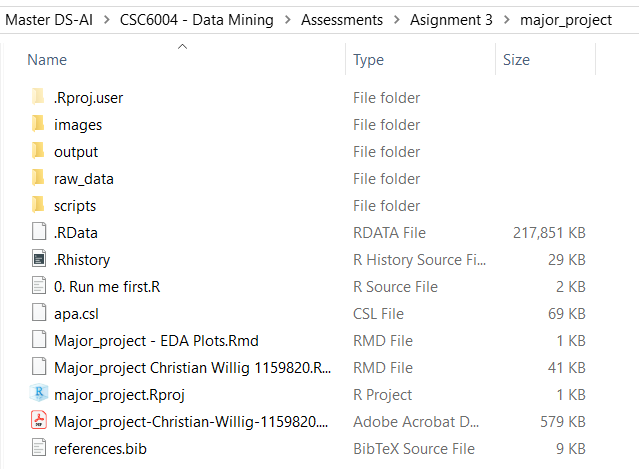 Master DS-AI > CSC6004 - Data Mining > Assessments > Asignment 3 > major_project
Name Type Size
.Rproj.user File folder
images File folder
output File folder
raw_data File folder
scripts File folder
.RData RDATA File 217,851 KB
.Rhistory R History Source Fi... 29 KB
0. Run me first.R R Source File 2 KB
apa.csl CSL File 69 KB
Major_project - EDA Plots.Rmd RMD File 1 KB
Major_project Christian Willig 1159820.R... RMD File 41 KB
major_project.Rproj R Project 1 KB
Major_project-Christian-Willig-1159820.... Adobe Acrobat D... 579 KB
references.bib BibTeX Source File 9 KB